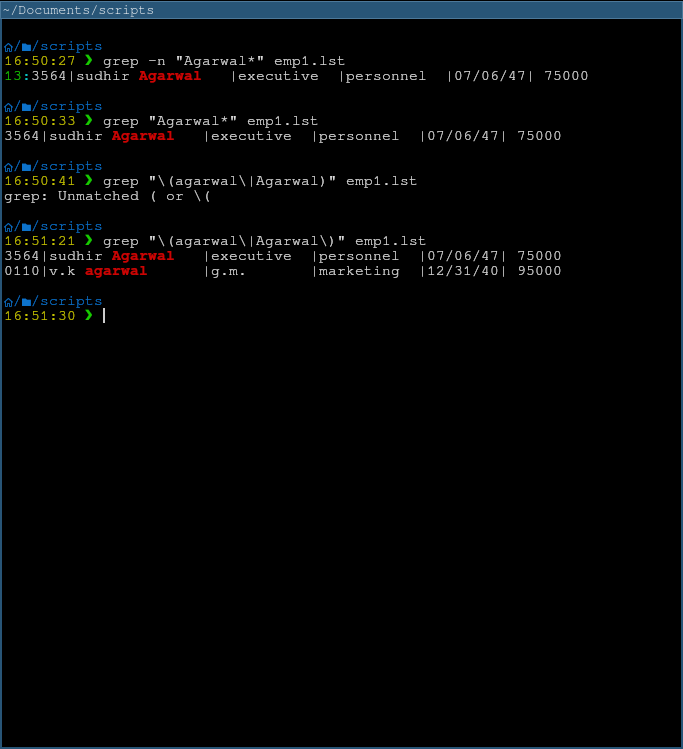 ~/Documents/scripts
/ /scripts
16:50:27 ❯ grep -n "Agarwal*" emp1.lst
13:3564|sudhir Agarwal   |executive  |personnel  |07/06/47| 75000
/ /scripts
16:50:33 ❯ grep "Agarwal*" emp1.lst
3564|sudhir Agarwal   |executive  |personnel  |07/06/47| 75000
/ /scripts
16:50:41 ❯ grep "\(agarwal\|Agarwal)" emp1.lst
grep: Unmatched ( or \(
/ /scripts
16:51:21 ❯ grep "\(agarwal\|Agarwal\)" emp1.lst
3564|sudhir Agarwal   |executive  |personnel  |07/06/47| 75000
0110|v.k agarwal      |g.m.       |marketing  |12/31/40| 95000
/ /scripts
16:51:30 ❯